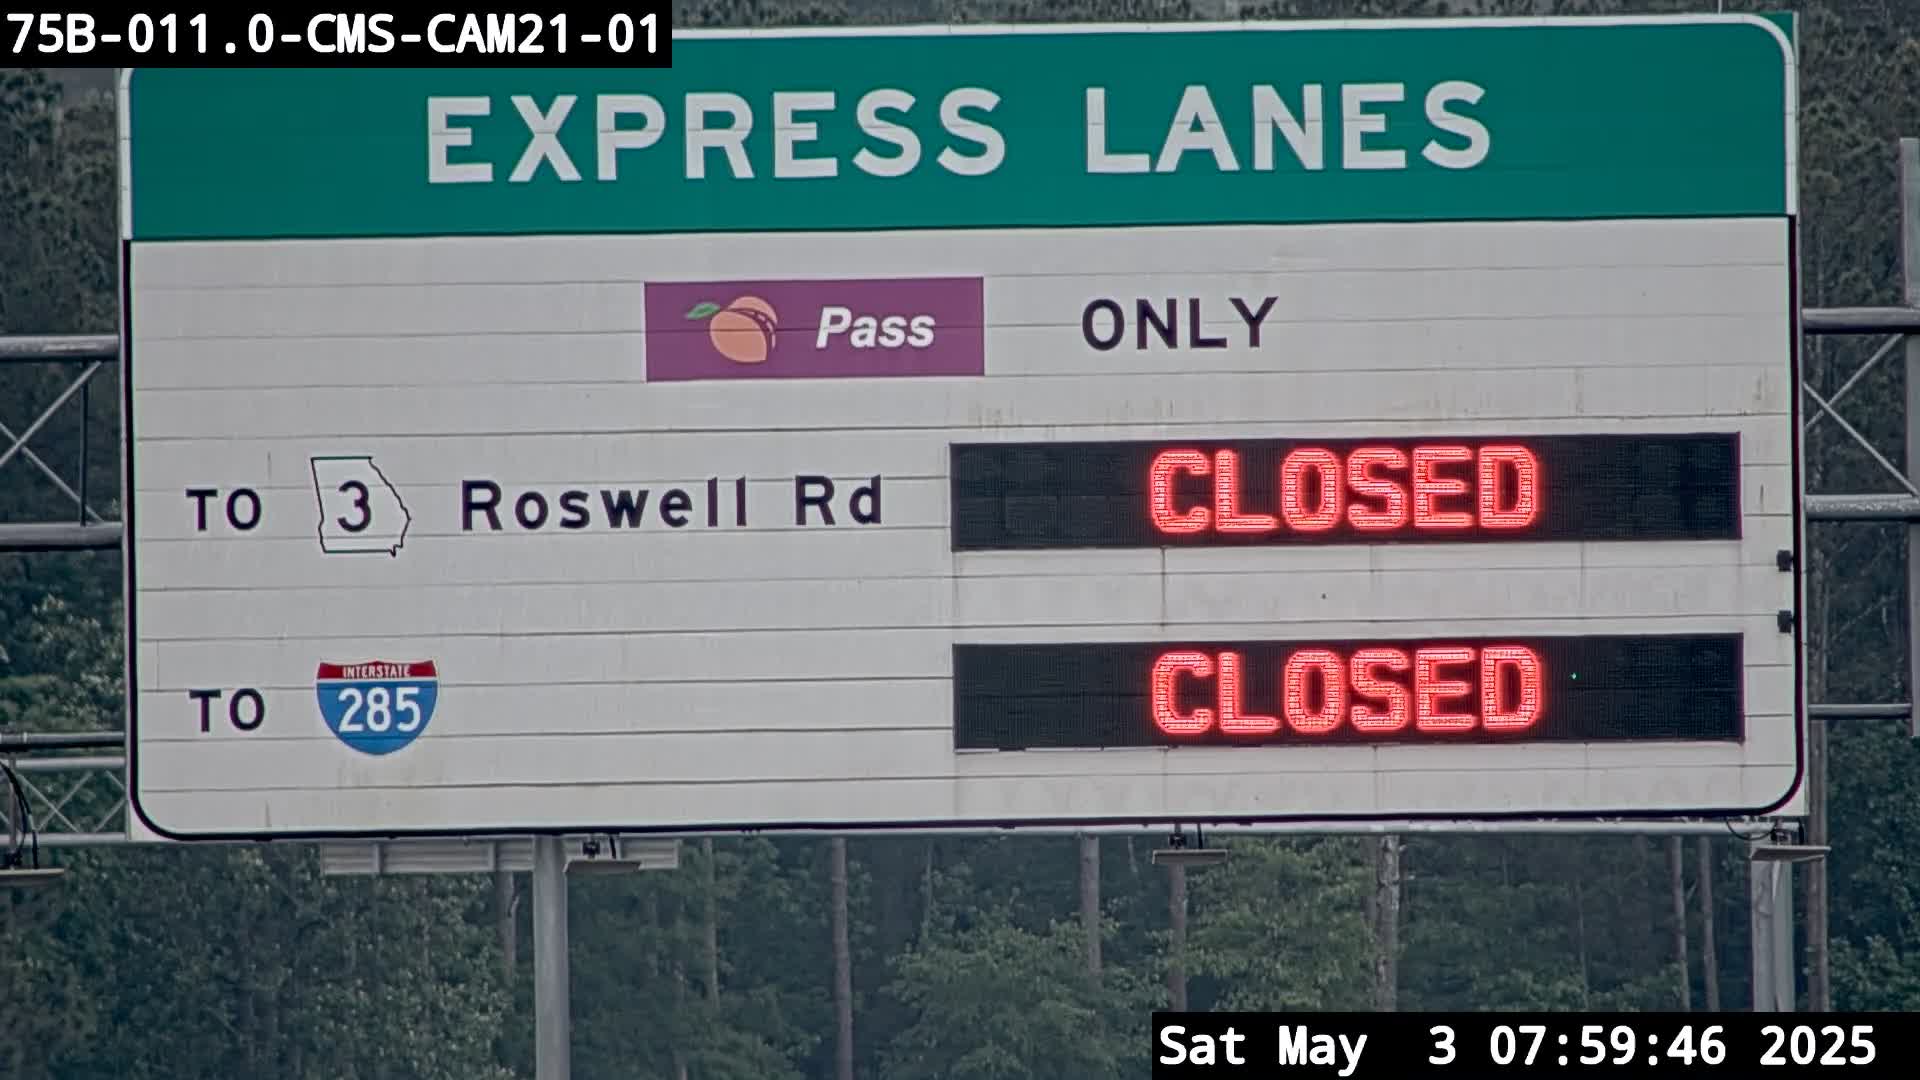 75B-011.0-CMS-CAM21-01
EXPRESS LANES
Pass ONLY
TO 3 Roswell Rd CLOSED
TO INTERSTATE 285 CLOSED
Sat May 3 07:59:46 2025